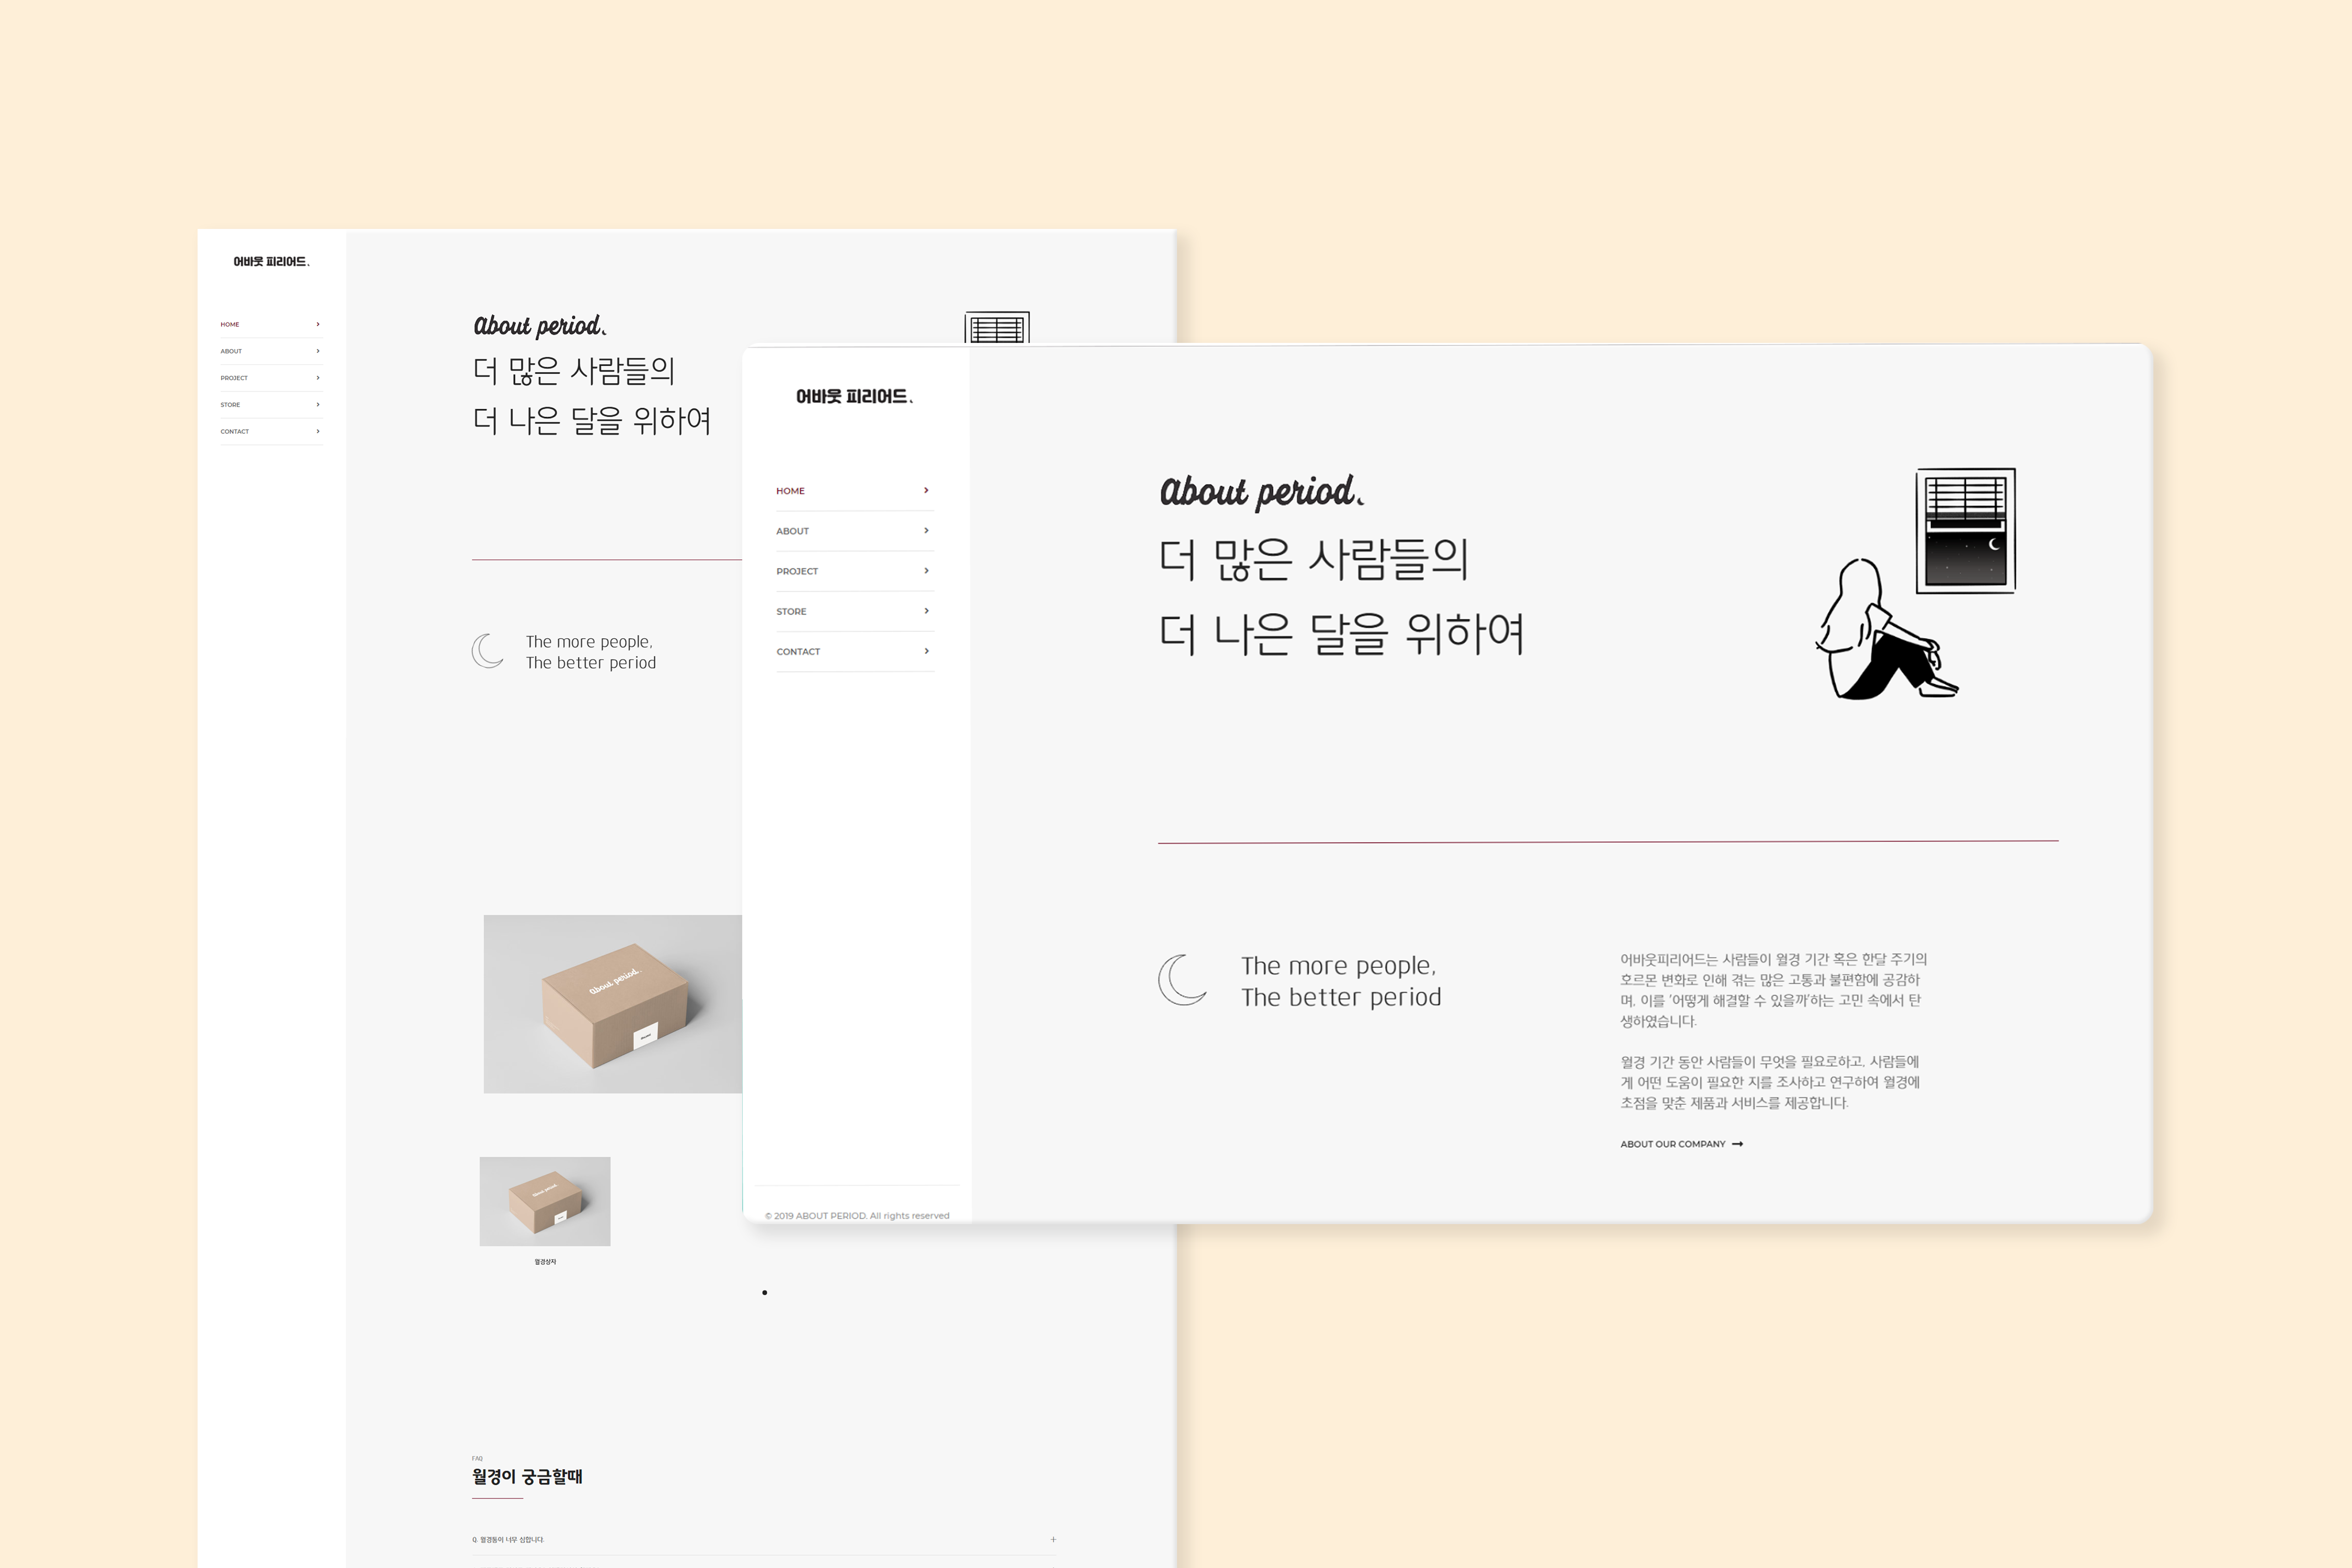 어바웃 피리어드.
HOME
ABOUT
PROJECT
STORE
CONTACT
About period.
더 많은 사람들의
더 나은 달을 위하여
The more people,
The better period
About period.
About period.
월경상자
FAQ
월경이 궁금할때
Q. 월경통이 너무 심합니다.
어바웃 피리어드.
HOME
ABOUT
PROJECT
STORE
CONTACT
© 2019 ABOUT PERIOD. All rights reserved
About period.
더 많은 사람들의
더 나은 달을 위하여
The more people,
The better period
어바웃피리어드는 사람들이 월경 기간 혹은 한달 주기의
호르몬 변화로 인해 겪는 많은 고통과 불편함에 공감하
며, 이를 '어떻게 해결할 수 있을까'하는 고민 속에서 탄
생하였습니다.
월경 기간 동안 사람들이 무엇을 필요로하고, 사람들에
게 어떤 도움이 필요한 지를 조사하고 연구하여 월경에
초점을 맞춘 제품과 서비스를 제공합니다.
ABOUT OUR COMPANY